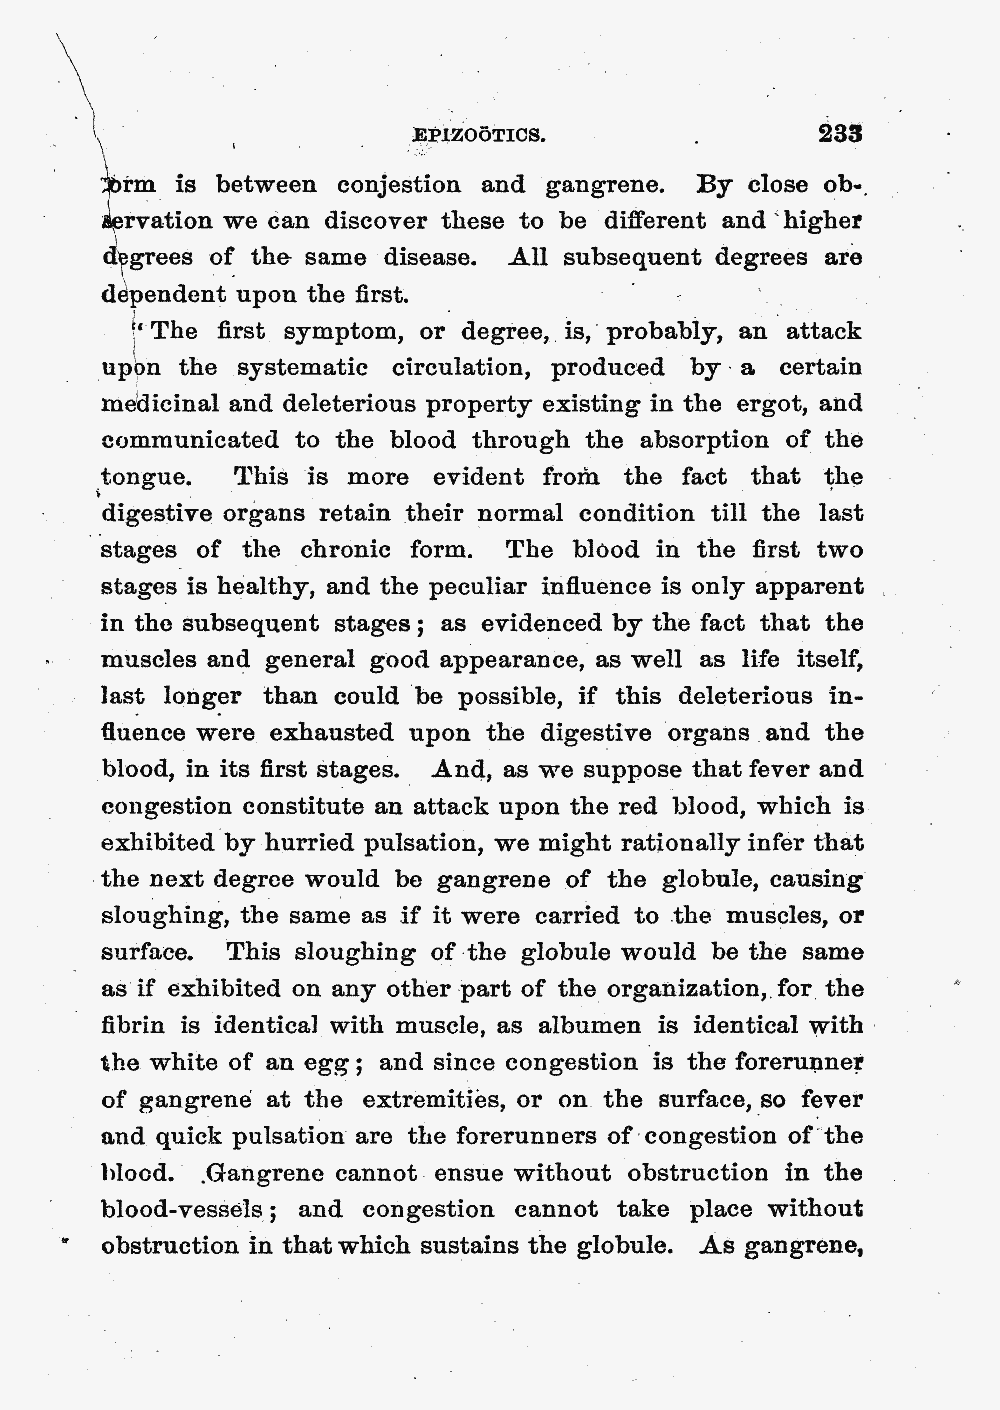 EPIZOÖTICS. 233
form is between conjestion and gangrene. By close ob-
servation we can discover these to be different and higher
degrees of the same disease. All subsequent degrees are
dependent upon the first.
“The first symptom, or degree, is, probably, an attack
upon the systematic circulation, produced by a certain
medicinal and deleterious property existing in the ergot, and
communicated to the blood through the absorption of the
tongue. This is more evident from the fact that the
digestive organs retain their normal condition till the last
stages of the chronic form. The blood in the first two
stages is healthy, and the peculiar influence is only apparent
in the subsequent stages; as evidenced by the fact that the
muscles and general good appearance, as well as life itself,
last longer than could be possible, if this deleterious in-
fluence were exhausted upon the digestive organs and the
blood, in its first stages. And, as we suppose that fever and
congestion constitute an attack upon the red blood, which is
exhibited by hurried pulsation, we might rationally infer that
the next degree would be gangrene of the globule, causing
sloughing, the same as if it were carried to the muscles, or
surface. This sloughing of the globule would be the same
as if exhibited on any other part of the organization, for the
fibrin is identical with muscle, as albumen is identical with
the white of an egg; and since congestion is the forerunner
of gangrene at the extremities, or on the surface, so fever
and quick pulsation are the forerunners of congestion of the
blood. Gangrene cannot ensue without obstruction in the
blood-vessels; and congestion cannot take place without
obstruction in that which sustains the globule. As gangrene,